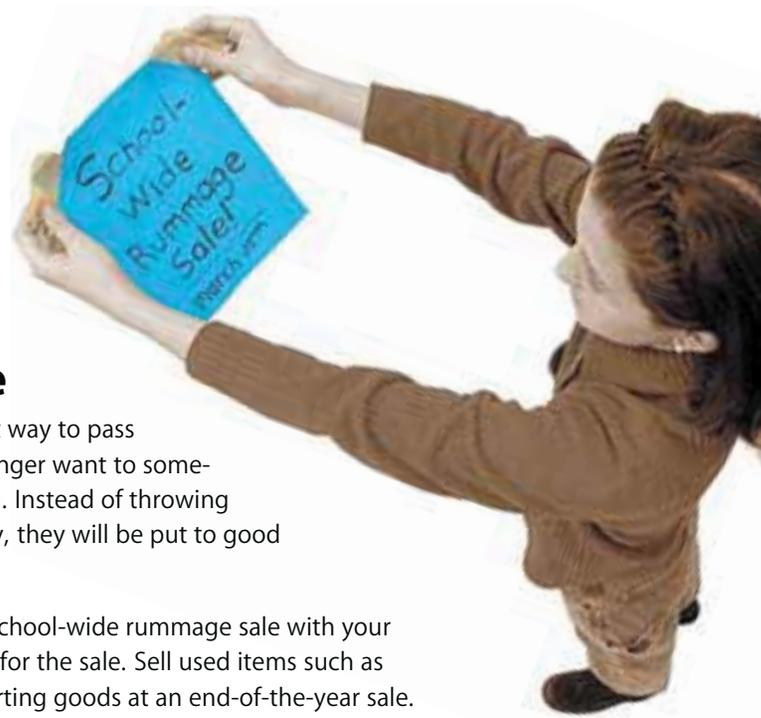 School-
Wide
Rummage
Sale!
March
e
way to pass
nger want to some-
. Instead of throwing
, they will be put to good
chool-wide rummage sale with your
for the sale. Sell used items such as
rting goods at an end-of-the-year sale.